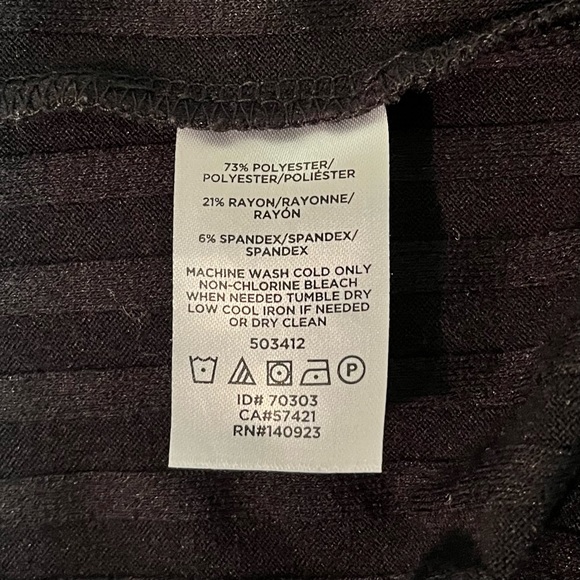 73% POLYESTER/
POLYESTER/POLIÉSTER
21% RAYON/RAYONNE/
RAYÓN
6% SPANDEX/SPANDEX/
SPANDEX
MACHINE WASH COLD ONLY
NON-CHLORINE BLEACH
WHEN NEEDED TUMBLE DRY
LOW COOL IRON IF NEEDED
OR DRY CLEAN
503412
P
ID# 70303
CA#57421
RN#140923